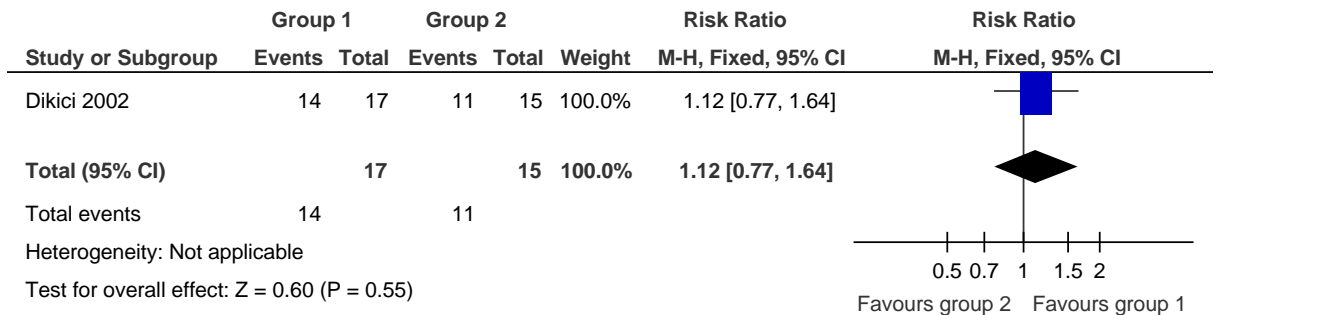 Group 1 Group 2 Risk Ratio Risk Ratio
Study or Subgroup Events Total Events Total Weight M-H, Fixed, 95% CI M-H, Fixed, 95% CI
Dikici 2002 14 17 11 15 100.0% 1.12 [0.77, 1.64]
Total (95% CI) 17 15 100.0% 1.12 [0.77, 1.64]
Total events 14 11
Heterogeneity: Not applicable
Test for overall effect: Z = 0.60 (P = 0.55)
0.5 0.7 1 1.5 2
Favours group 2 Favours group 1